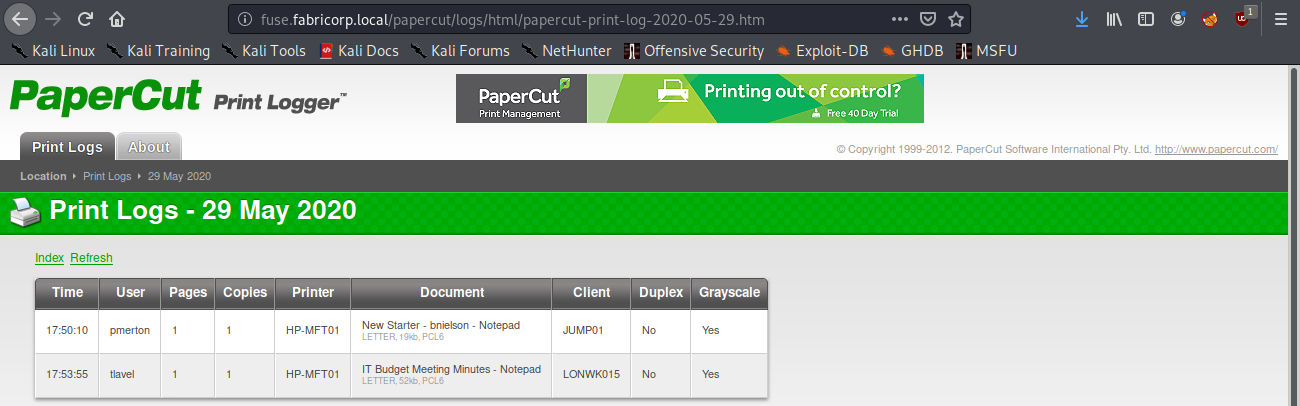 fuse.fabricorp.local/papercut/logs/html/papercut-print-log-2020-05-29.htm
1
Kali Linux Kali Training Kali Tools Kali Docs Kali Forums NetHunter Offensive Security Exploit-DB GHDB MSFU
PaperCut Print Logger™
PaperCut Print Management
Printing out of control?
Free 40 Day Trial
Print Logs About
© Copyright 1999-2012. PaperCut Software International Pty. Ltd. http://www.papercut.com/
Location Print Logs 29 May 2020
Print Logs - 29 May 2020
Index Refresh
Time User Pages Copies Printer Document Client Duplex Grayscale
17:50:10 pmerton 1 1 HP-MFT01 New Starter - bnielson - Notepad JUMP01 No Yes
LETTER, 19kb, PCL6
17:53:55 tlavel 1 1 HP-MFT01 IT Budget Meeting Minutes - Notepad LONWK015 No Yes
LETTER, 52kb, PCL6